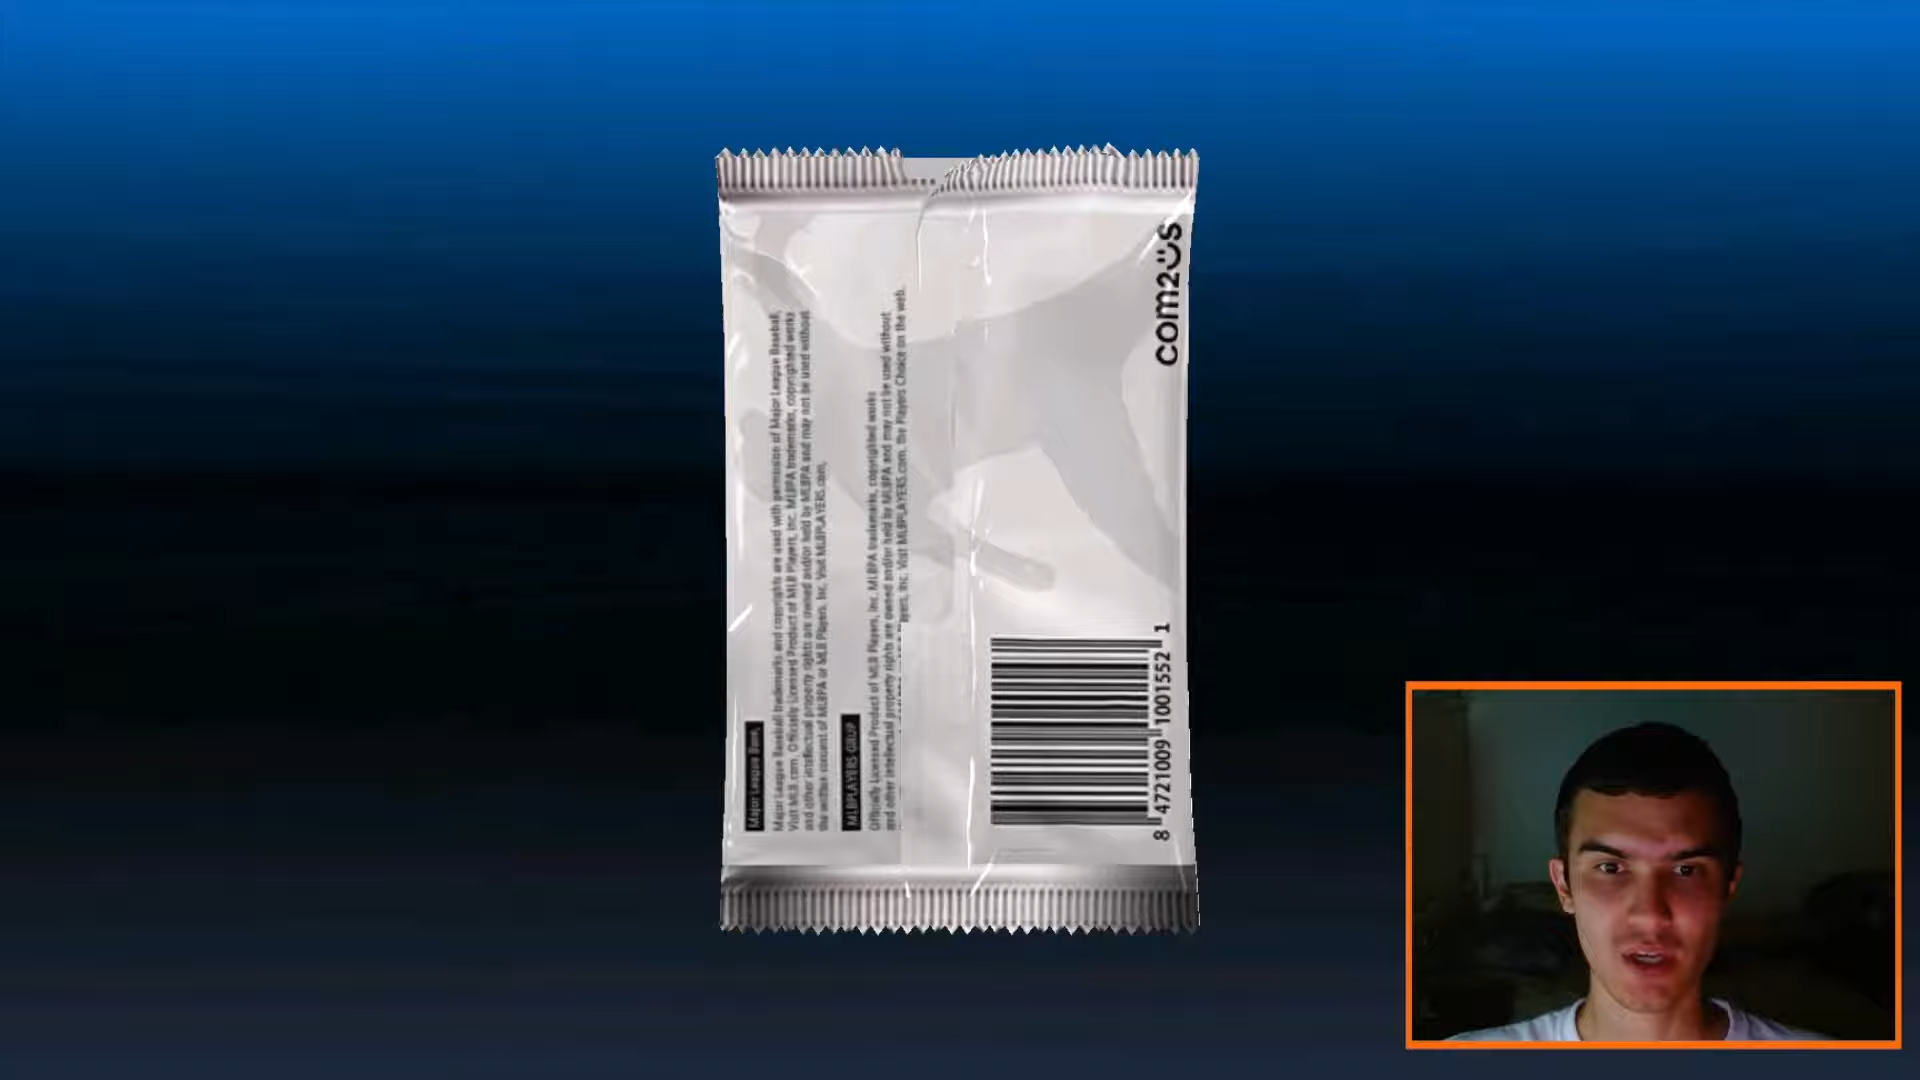 com2us
Major League Base
Major League Baseball trademarks and copyrights are used with permission of Major League Baseball,
Visit MLB.com. Officially Licensed Product of MLB Players, Inc. MLBPA trademarks, copyrighted works
and other intellectual property rights are owned and/or held by MLBPA and may not be used without
the written consent of MLBPA or MLB Players, Inc. Visit MLBPLAYERS.com,
MLBPLAYERS GROUP
Officially Licensed Product of MLB Players, Inc. MLBPA trademarks, copyrighted works
and other intellectual property rights are owned and/or held by MLBPA and may not be used without
ayers, Inc. Visit MLBPLAYERS.com, the Players Choice on the web.
8 4721009 1001552 1